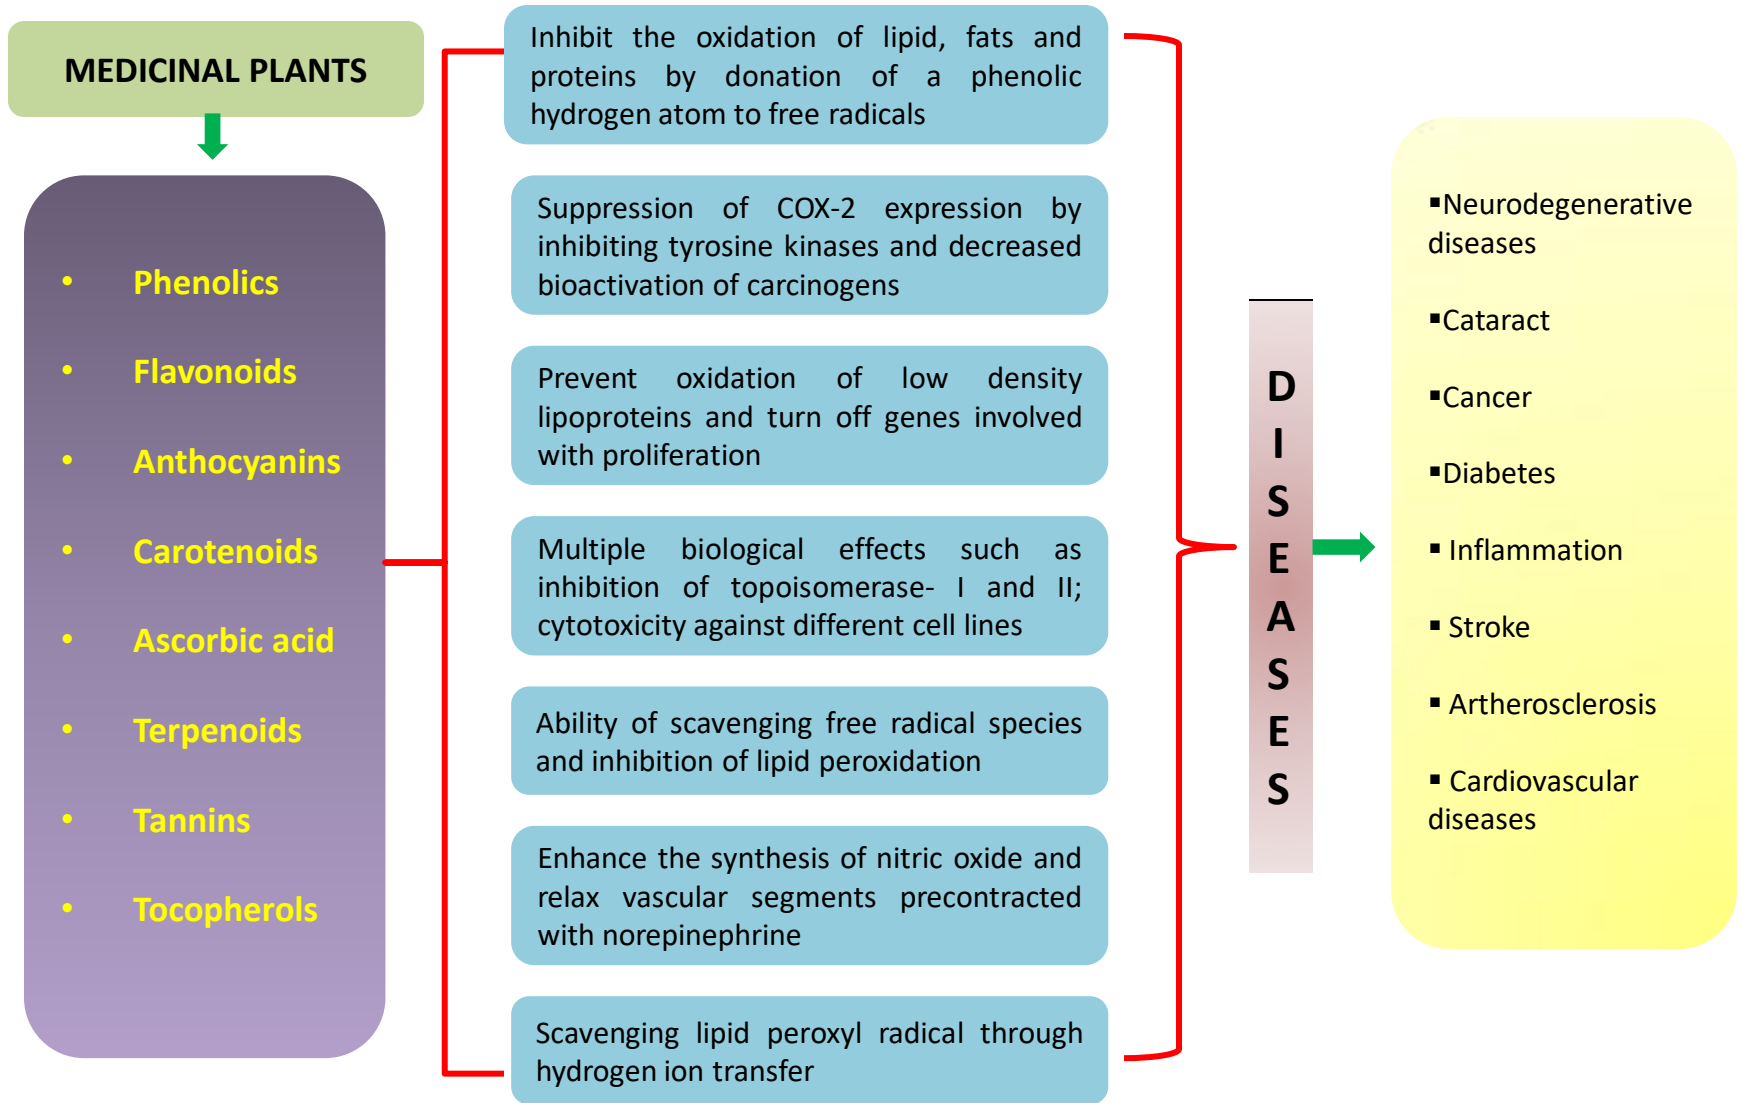 MEDICINAL PLANTS
• Phenolics
• Flavonoids
• Anthocyanins
• Carotenoids
• Ascorbic acid
• Terpenoids
• Tannins
• Tocopherols
Inhibit the oxidation of lipid, fats and
proteins by donation of a phenolic
hydrogen atom to free radicals
Suppression of COX-2 expression by
inhibiting tyrosine kinases and decreased
bioactivation of carcinogens
Prevent oxidation of low density
lipoproteins and turn off genes involved
with proliferation
Multiple biological effects such as
inhibition of topoisomerase- I and II;
cytotoxicity against different cell lines
Ability of scavenging free radical species
and inhibition of lipid peroxidation
Enhance the synthesis of nitric oxide and
relax vascular segments precontracted
with norepinephrine
Scavenging lipid peroxyl radical through
hydrogen ion transfer
D
I
S
E
A
S
E
S
▪Neurodegenerative
diseases
▪Cataract
▪Cancer
▪Diabetes
▪ Inflammation
▪ Stroke
▪ Artherosclerosis
▪ Cardiovascular
diseases